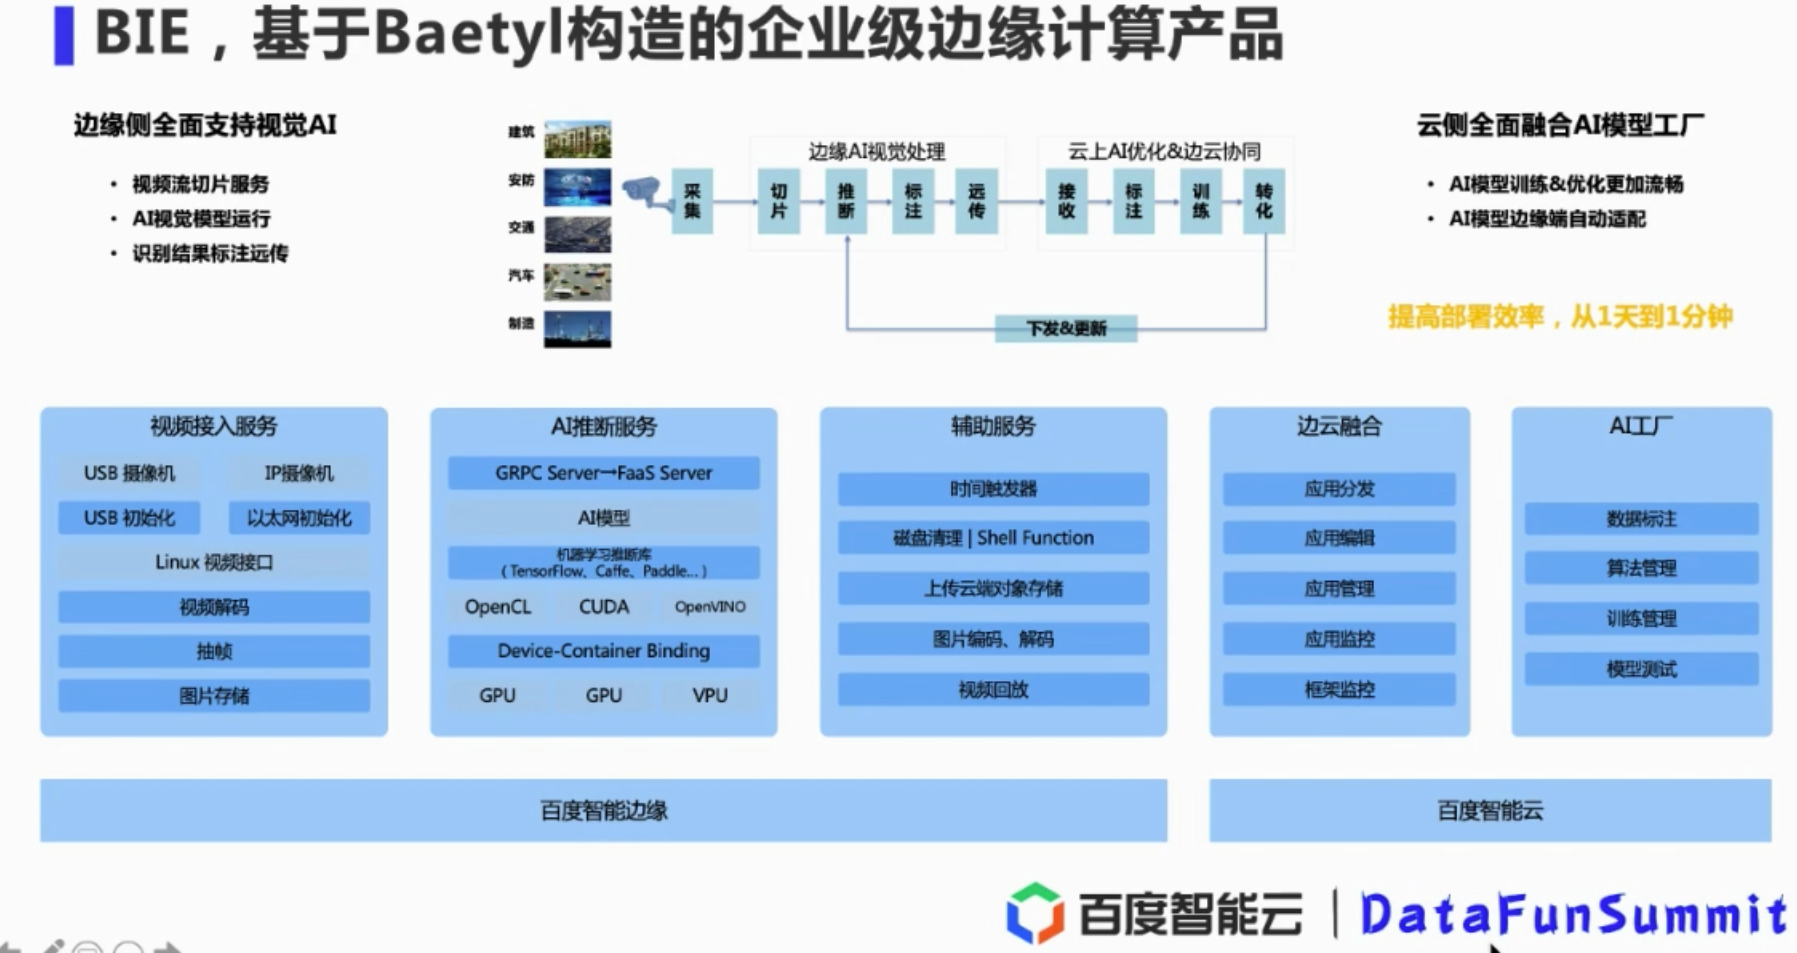 BIE，基于Baetyl构造的企业级边缘计算产品
边缘侧全面支持视觉AI
• 视频流切片服务
• AI视觉模型运行
• 识别结果标注远传
建筑
安防
交通
汽车
制造
采集
边缘AI视觉处理
切片
推断
标注
远传
云上AI优化&边云协同
接收
标注
训练
转化
下发&更新
云侧全面融合AI模型工厂
• AI模型训练&优化更加流畅
• AI模型边缘端自动适配
提高部署效率，从1天到1分钟
视频接入服务
USB 摄像机
IP摄像机
USB 初始化
以太网初始化
Linux 视频接口
视频解码
抽帧
图片存储
AI推断服务
GRPC Server→FaaS Server
AI模型
机器学习推断库
（TensorFlow、Caffe、Paddle...）
OpenCL
CUDA
OpenVINO
Device-Container Binding
GPU
GPU
VPU
辅助服务
时间触发器
磁盘清理 | Shell Function
上传云端对象存储
图片编码、解码
视频回放
边云融合
应用分发
应用编辑
应用管理
应用监控
框架监控
AI工厂
数据标注
算法管理
训练管理
模型测试
百度智能边缘
百度智能云
百度智能云 | DataFunSummit